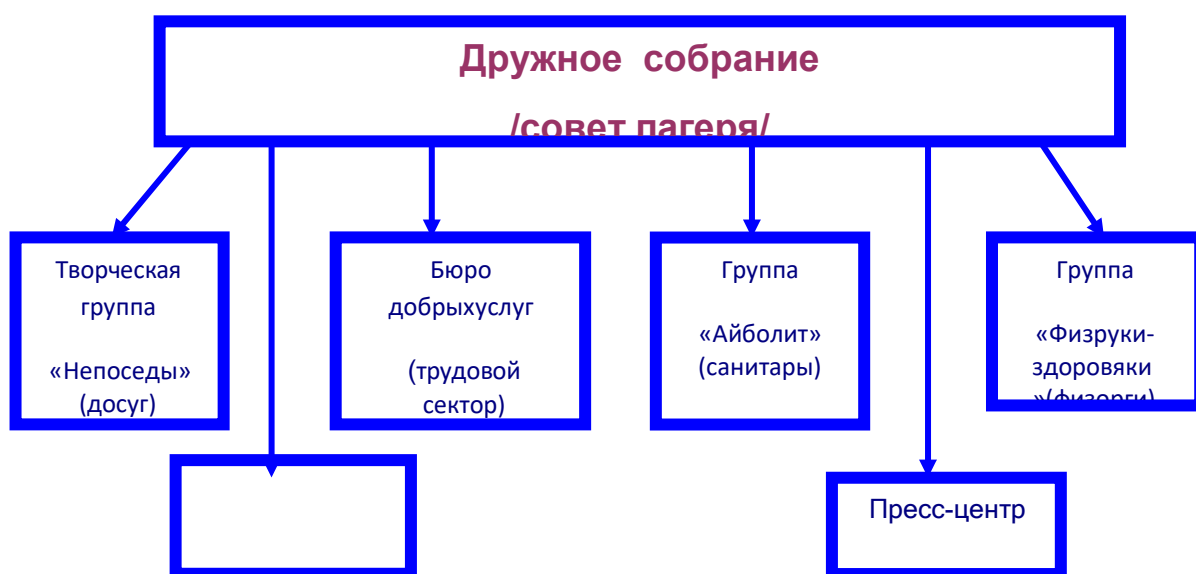 Дружное собрание
/совет лагеря/
Творческая
группа
«Непоседы»
(досуг)
Бюро
добрыхуслуг
(трудовой
сектор)
Группа
«Айболит»
(санитары)
Группа
«Физруки-
здоровяки
»(физорги)
Пресс-центр